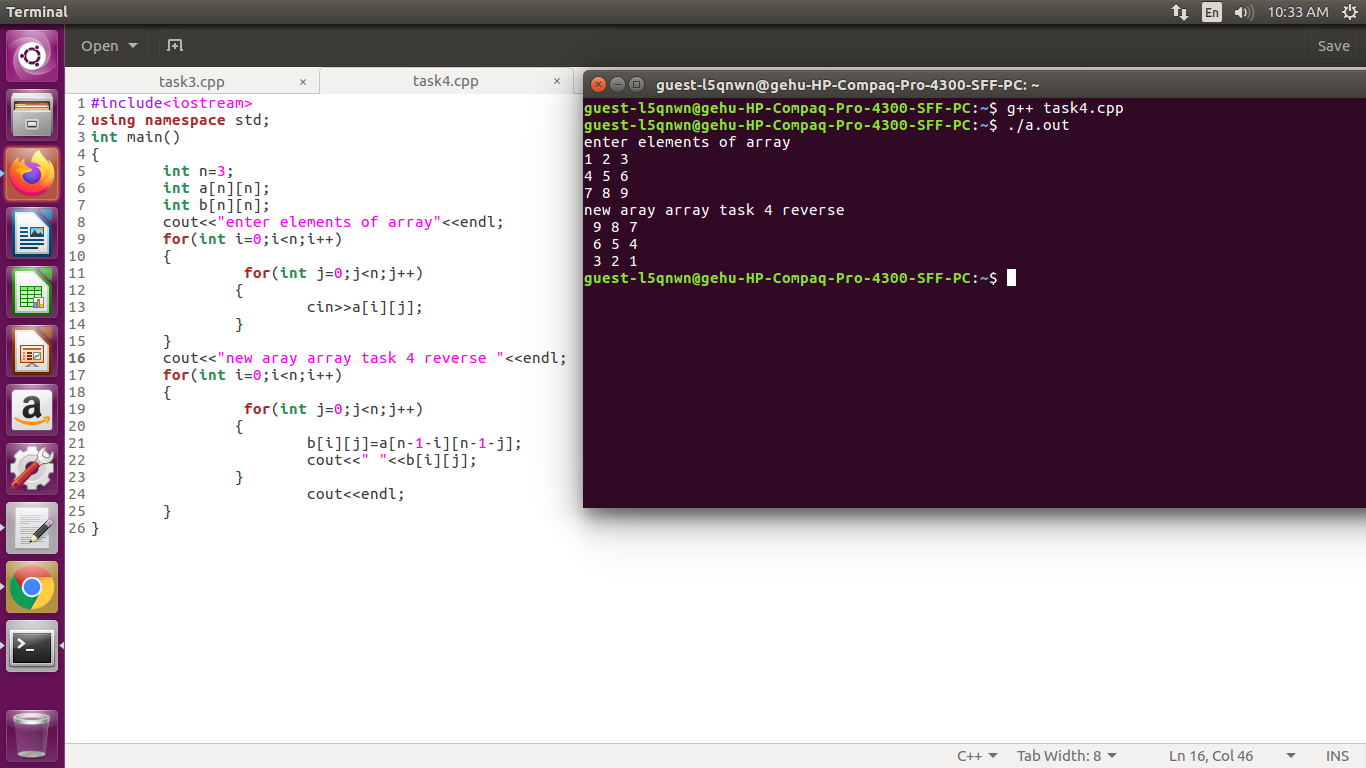 Terminal
En
10:33 AM
Open
Save
task3.cpp ×
task4.cpp ×
1 #include<iostream>
2 using namespace std;
3 int main()
4 {
5 int n=3;
6 int a[n][n];
7 int b[n][n];
8 cout<<"enter elements of array"<<endl;
9 for(int i=0;i<n;i++)
10 {
11 for(int j=0;j<n;j++)
12 {
13 cin>>a[i][j];
14 }
15 }
16 cout<<"new aray array task 4 reverse "<<endl;
17 for(int i=0;i<n;i++)
18 {
19 for(int j=0;j<n;j++)
20 {
21 b[i][j]=a[n-1-i][n-1-j];
22 cout<<" "<<b[i][j];
23 }
24 cout<<endl;
25 }
26 }
guest-l5qnwn@gehu-HP-Compaq-Pro-4300-SFF-PC: ~
guest-l5qnwn@gehu-HP-Compaq-Pro-4300-SFF-PC:~$ g++ task4.cpp
guest-l5qnwn@gehu-HP-Compaq-Pro-4300-SFF-PC:~$ ./a.out
enter elements of array
1 2 3
4 5 6
7 8 9
new aray array task 4 reverse
9 8 7
6 5 4
3 2 1
guest-l5qnwn@gehu-HP-Compaq-Pro-4300-SFF-PC:~$
C++
Tab Width: 8
Ln 16, Col 46
INS